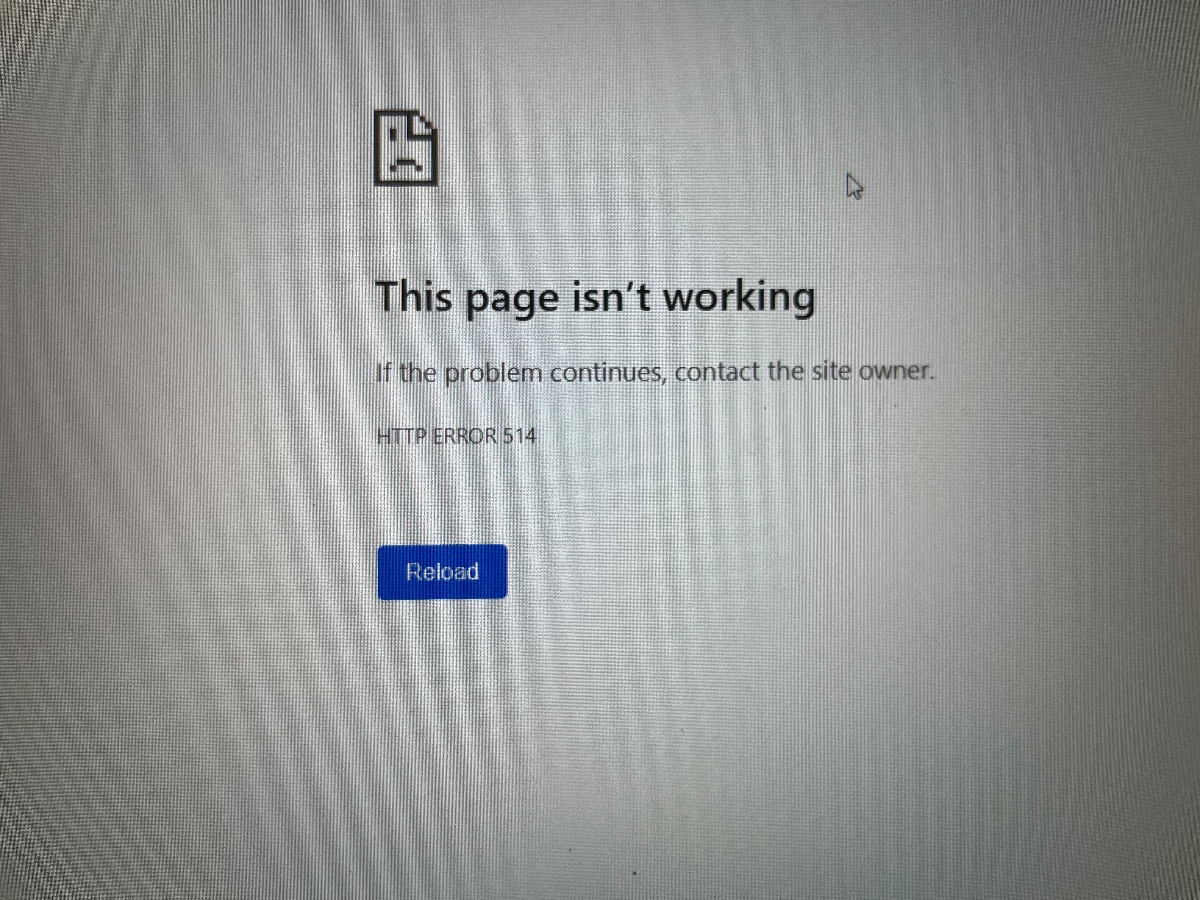 This page isn’t working
If the problem continues, contact the site owner.
HTTP ERROR 514
Reload